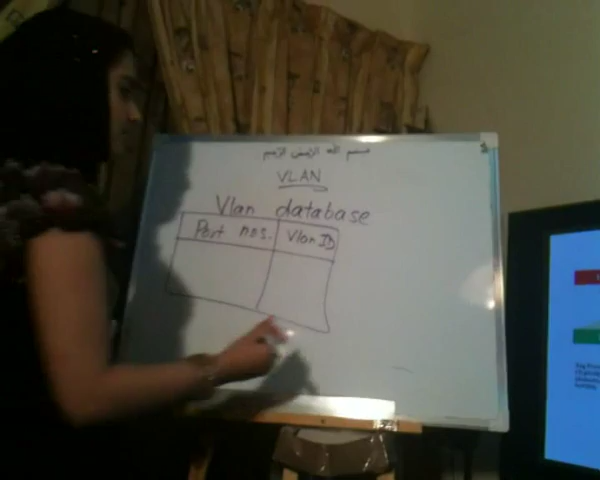 بسم الله الرحمن الرحيم
VLAN
Vlan database
Port nos. Vlan ID